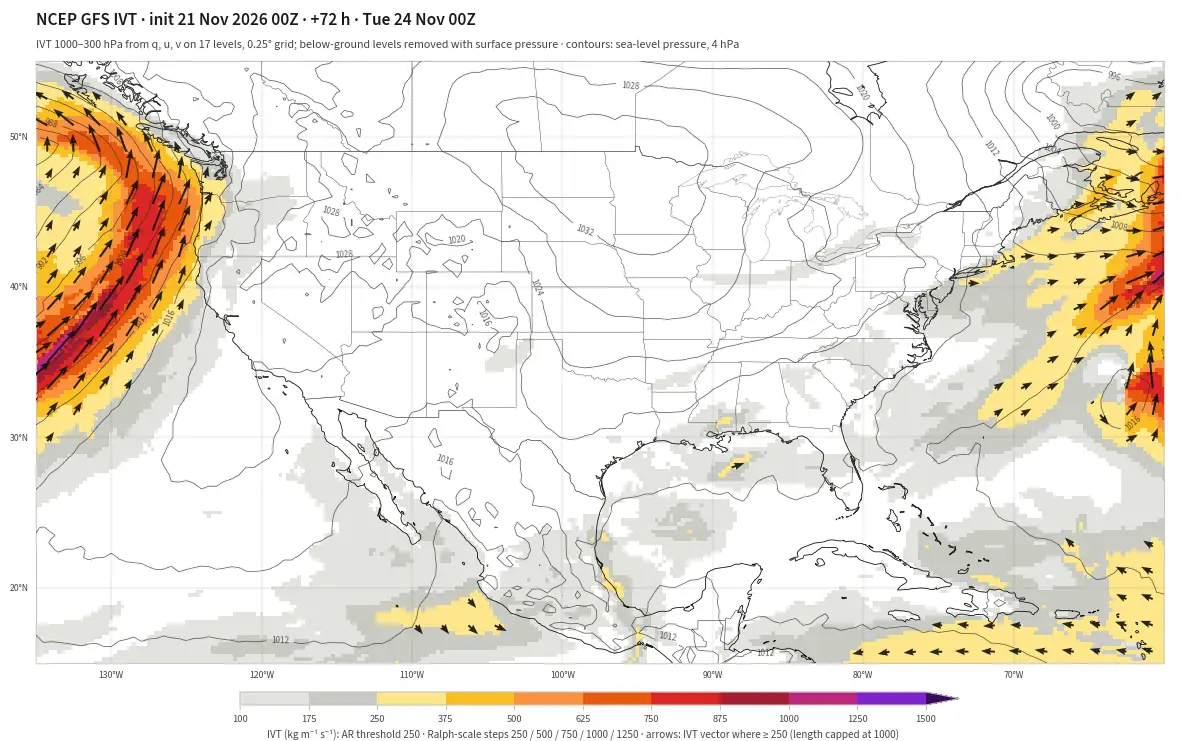 NCEP GFS IVT · init 21 Nov 2026 00Z · +72 h · Tue 24 Nov 00Z
IVT 1000–300 hPa from q, u, v on 17 levels, 0.25° grid; below-ground levels removed with surface pressure · contours: sea-level pressure, 4 hPa
1028
1020
996
1000
988
50°N
1012
1028
1020
1032
1008
1028
992
996
40°N
1024
1012
1016
1016
1016
30°N
1016
20°N
1012
1012
1012
130°W 120°W 110°W 100°W 90°W 80°W 70°W
100 175 250 375 500 625 750 875 1000 1250 1500
IVT (kg m⁻¹ s⁻¹): AR threshold 250 · Ralph-scale steps 250 / 500 / 750 / 1000 / 1250 · arrows: IVT vector where ≥ 250 (length capped at 1000)